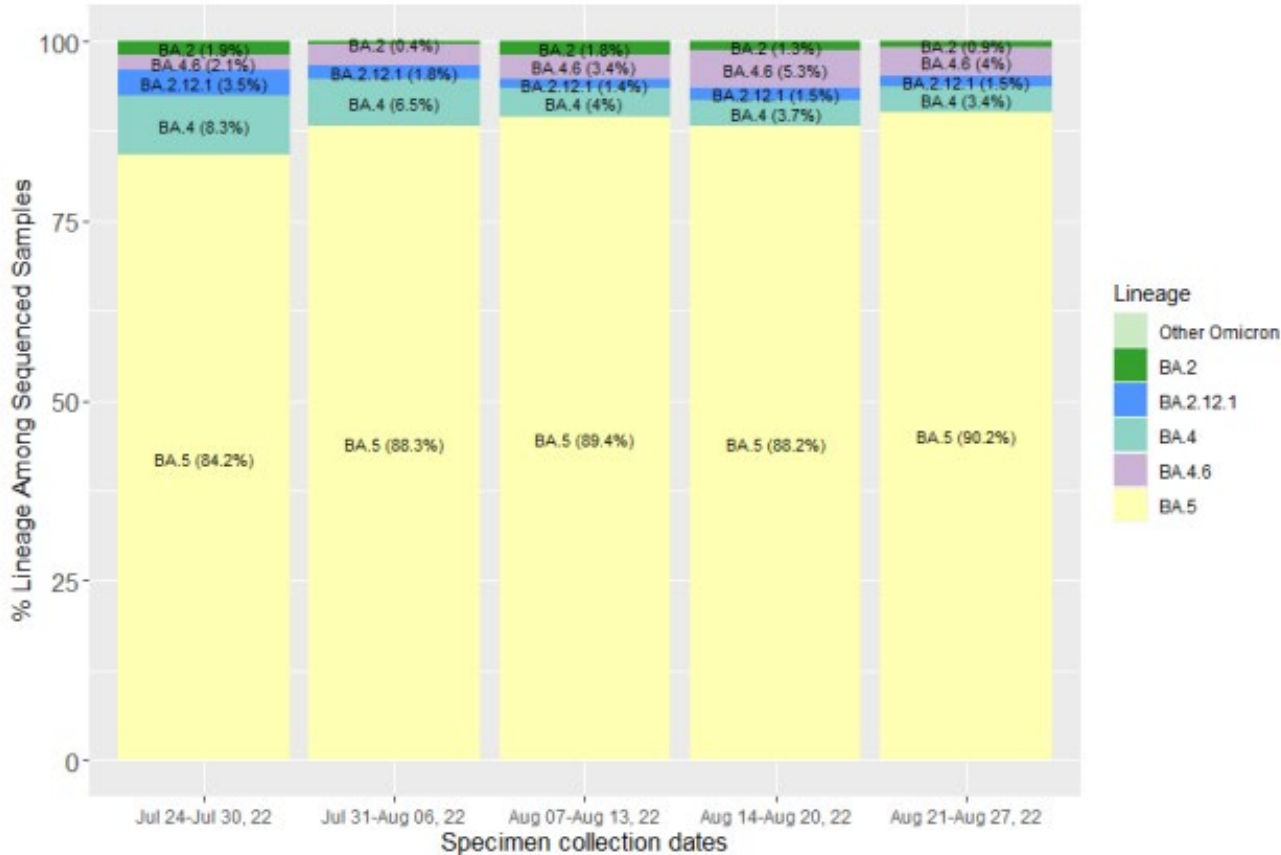 % Lineage Among Sequenced Samples
100
75
50
25
0
BA.2 (1.9%)
BA.4.6 (2.1%)
BA.2.12.1 (3.5%)
BA.4 (8.3%)
BA.5 (84.2%)
BA.2 (0.4%)
BA.2.12.1 (1.8%)
BA.4 (6.5%)
BA.5 (88.3%)
BA.2 (1.8%)
BA.4.6 (3.4%)
BA.2.12.1 (1.4%)
BA.4 (4%)
BA.5 (89.4%)
BA.2 (1.3%)
BA.4.6 (5.3%)
BA.2.12.1 (1.5%)
BA.4 (3.7%)
BA.5 (88.2%)
BA.2 (0.9%)
BA.4.6 (4%)
BA.2.12.1 (1.5%)
BA.4 (3.4%)
BA.5 (90.2%)
Jul 24-Jul 30, 22
Jul 31-Aug 06, 22
Aug 07-Aug 13, 22
Aug 14-Aug 20, 22
Aug 21-Aug 27, 22
Specimen collection dates
Lineage
Other Omicron
BA.2
BA.2.12.1
BA.4
BA.4.6
BA.5